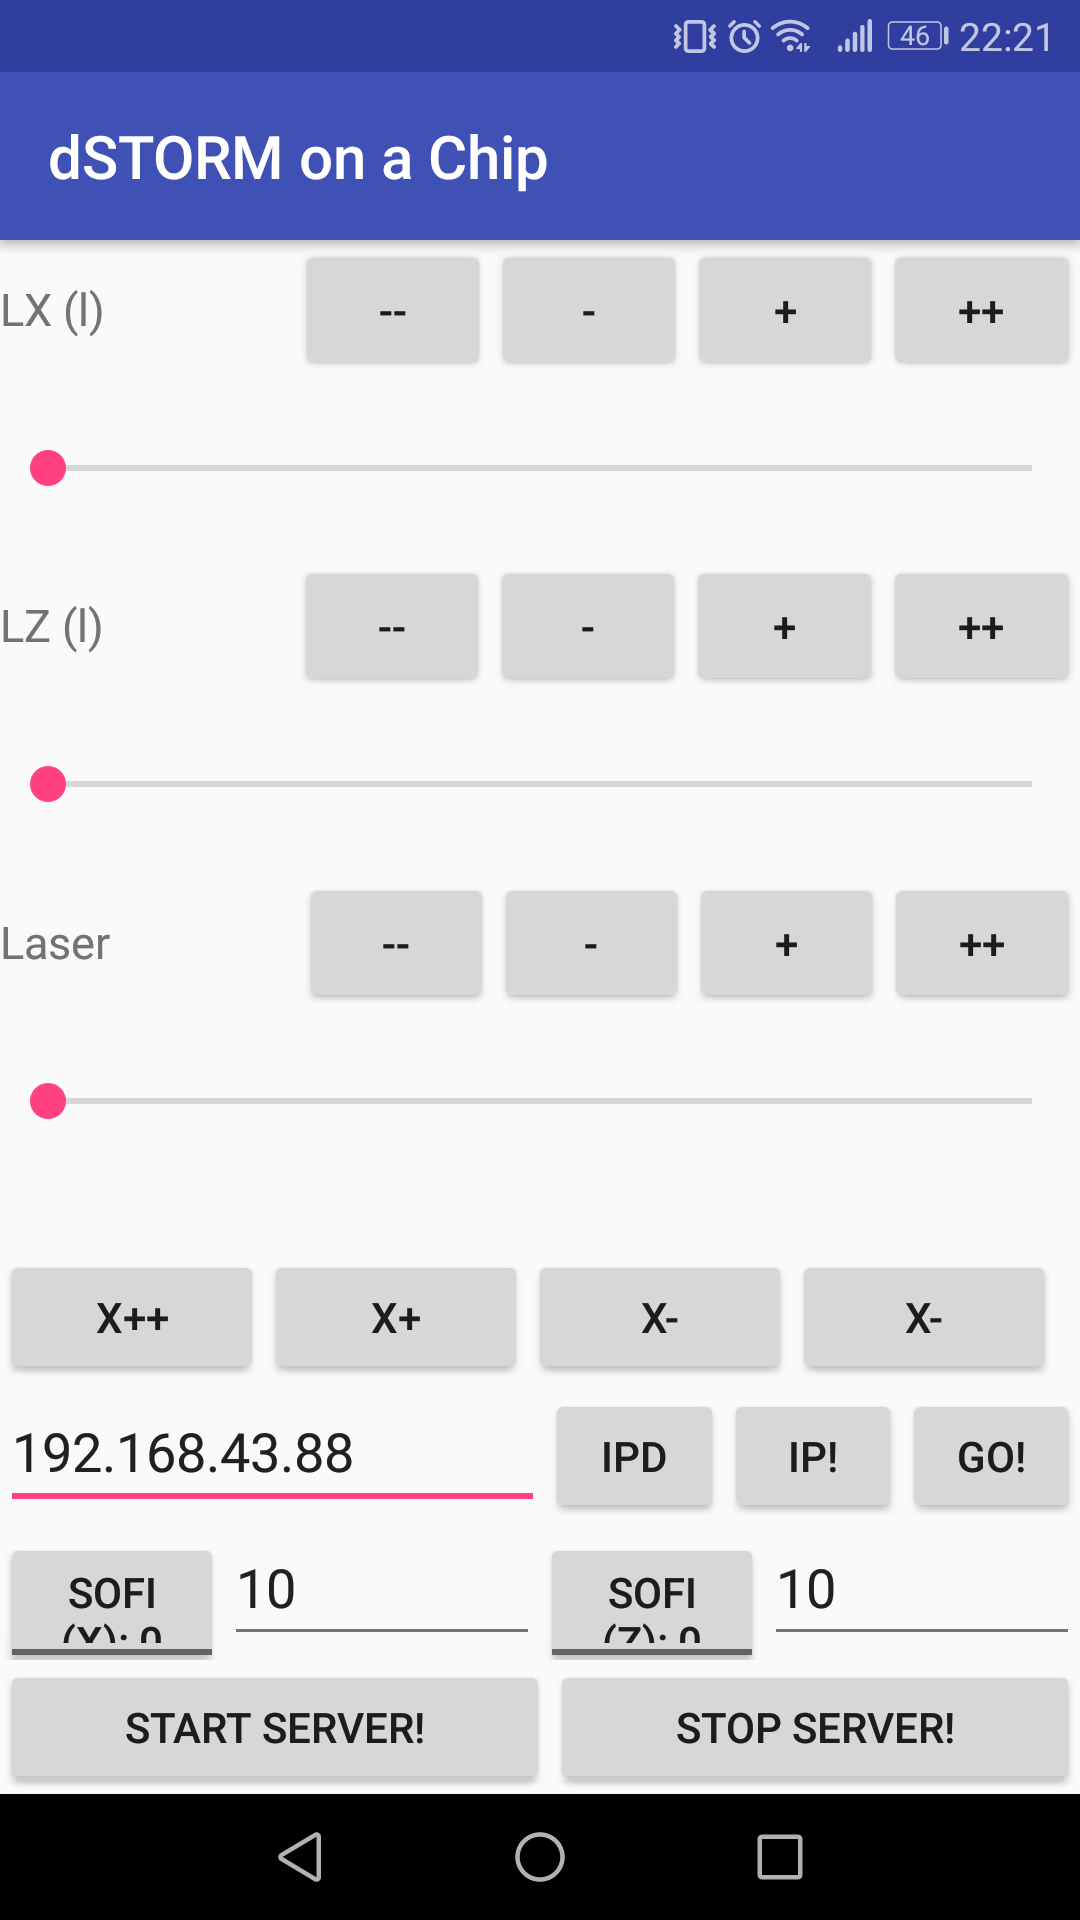 46 22:21
dSTORM on a Chip
LX (l) -- - + ++
LZ (l) -- - + ++
Laser -- - + ++
X++ X+ X- X-
192.168.43.88 IPD IP! GO!
SOFI 10 SOFI 10
(X): 0 (Z): 0
START SERVER! STOP SERVER!